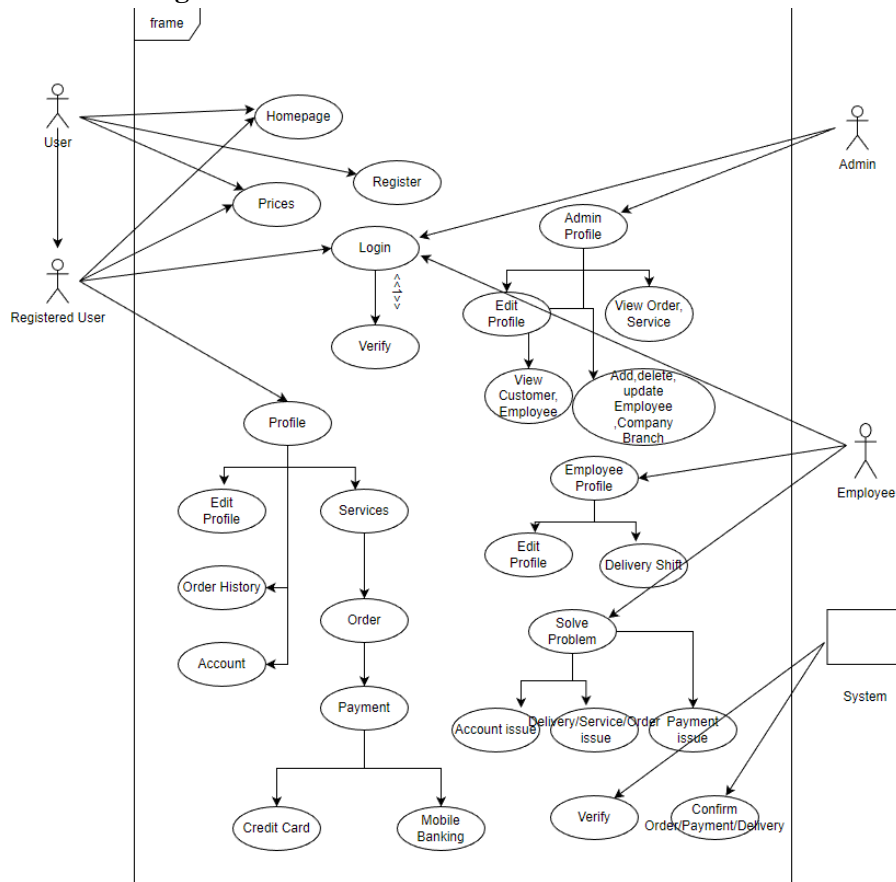 frame
Homepage
User
Admin
Register
Prices
Admin
Profile
Login
Registered User
Edit
Profile
View Order,
Service
Verify
View
Customer,
Employee
Add,delete,
update
Employee
,Company
Branch
Profile
Employee
Profile
Employee
Edit
Profile
Services
Edit
Profile
Delivery Shift
Order History
Order
Solve
Problem
Account
System
Payment
Account issue
Delivery/Service/Order
issue
Payment
issue
Credit Card
Mobile
Banking
Verify
Confirm
Order/Payment/Delivery